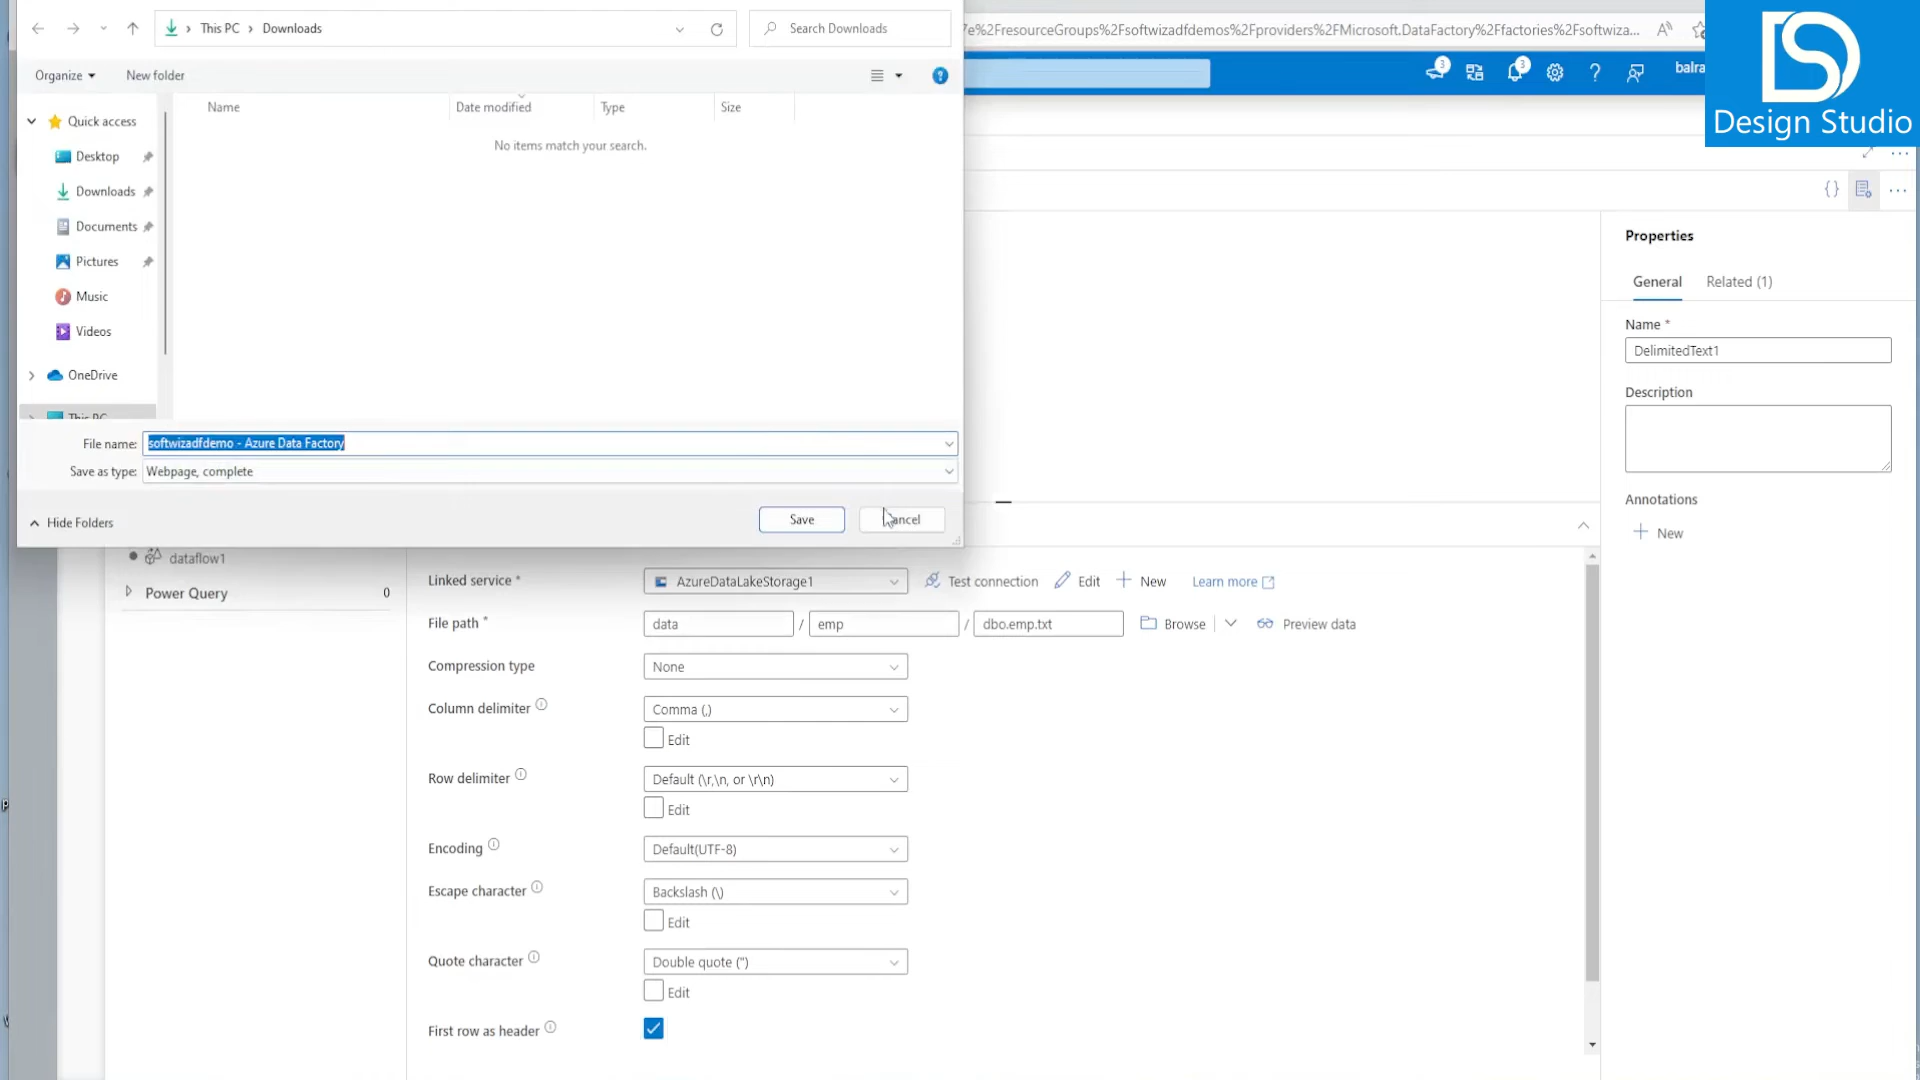 This PC > Downloads
Search Downloads
7e%2FresourceGroups%2Fsoftwizadfdemos%2Fproviders%2FMicrosoft.DataFactory%2Ffactories%2Fsoftwiza...
Organize
New folder
3
3
balra
Design Studio
Name
Date modified
Type
Size
Quick access
No items match your search.
Desktop
Downloads
Documents
Pictures
Music
Videos
OneDrive
This PC
File name: softwizadfdemo - Azure Data Factory
Save as type: Webpage, complete
Hide Folders
Save
Cancel
{}
Properties
General
Related (1)
Name *
DelimitedText1
Description
Annotations
+ New
dataflow1
Power Query 0
Linked service *
AzureDataLakeStorage1
Test connection
Edit
+ New
Learn more
File path *
data / emp / dbo.emp.txt
Browse
Preview data
Compression type
None
Column delimiter
Comma (,)
Edit
Row delimiter
Default (\r,\n, or \r\n)
Edit
Encoding
Default(UTF-8)
Escape character
Backslash (\)
Edit
Quote character
Double quote (")
Edit
First row as header